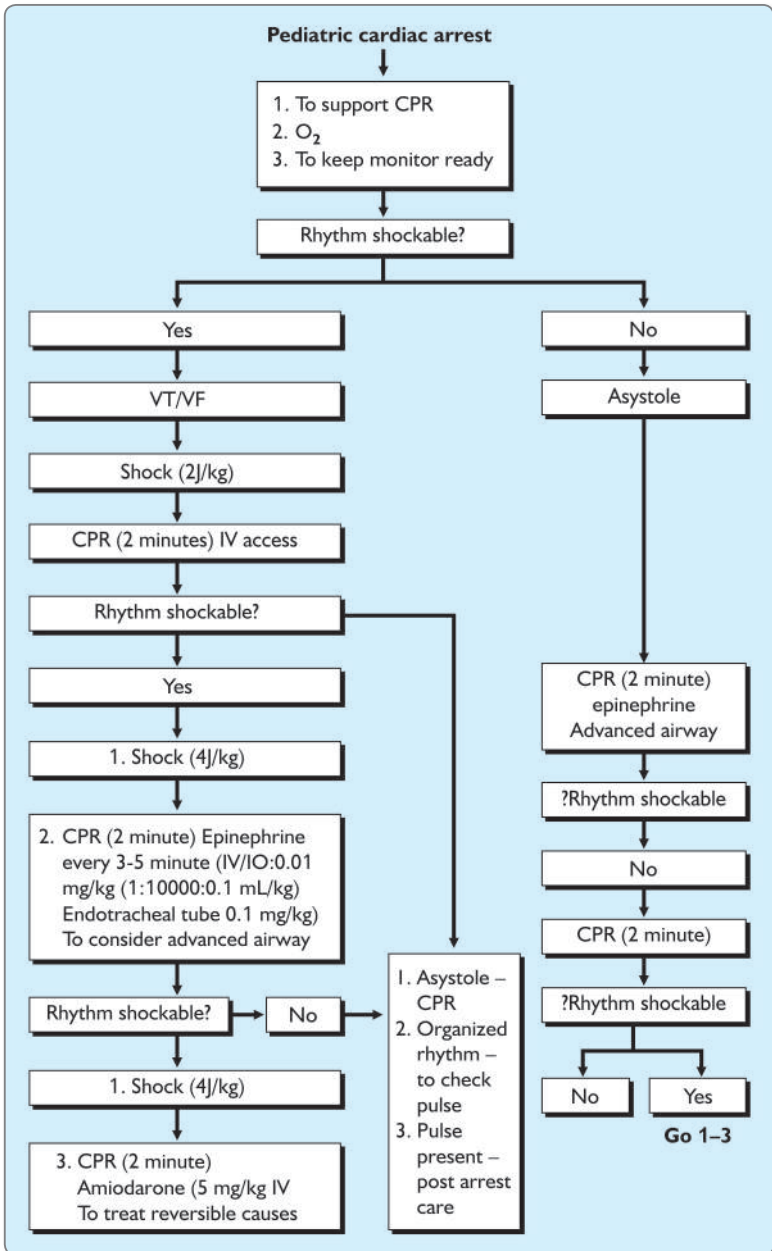 Pediatric cardiac arrest
1. To support CPR
2. O₂
3. To keep monitor ready
Rhythm shockable?
Yes
VT/VF
Shock (2J/kg)
CPR (2 minutes) IV access
Rhythm shockable?
Yes
1. Shock (4J/kg)
2. CPR (2 minute) Epinephrine
every 3-5 minute (IV/IO:0.01
mg/kg (1:10000:0.1 mL/kg)
Endotracheal tube 0.1 mg/kg)
To consider advanced airway
Rhythm shockable?
No
1. Shock (4J/kg)
3. CPR (2 minute)
Amiodarone (5 mg/kg IV
To treat reversible causes
1. Asystole –
CPR
2. Organized
rhythm –
to check
pulse
3. Pulse
present –
post arrest
care
No
Asystole
CPR (2 minute)
epinephrine
Advanced airway
?Rhythm shockable
No
CPR (2 minute)
?Rhythm shockable
No
Yes
Go 1–3